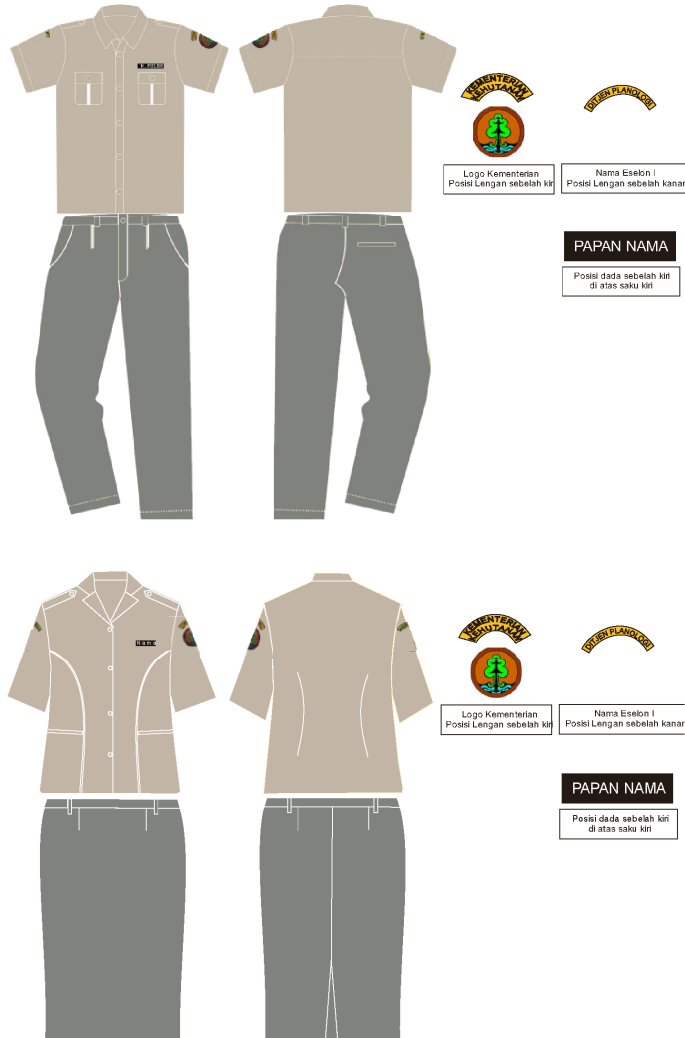 KEMENTERIAN
KEHUTANAN
DITJEN PLANOLOGI
Logo Kementerian
Posisi Lengan sebelah kiri
Nama Eselon I
Posisi Lengan sebelah kanan
PAPAN NAMA
Posisi dada sebelah kiri
di atas saku kiri
Nama
KEMENTERIAN
KEHUTANAN
DITJEN PLANOLOGI
Logo Kementerian
Posisi Lengan sebelah kiri
Nama Eselon I
Posisi Lengan sebelah kanan
PAPAN NAMA
Posisi dada sebelah kiri
di atas saku kiri